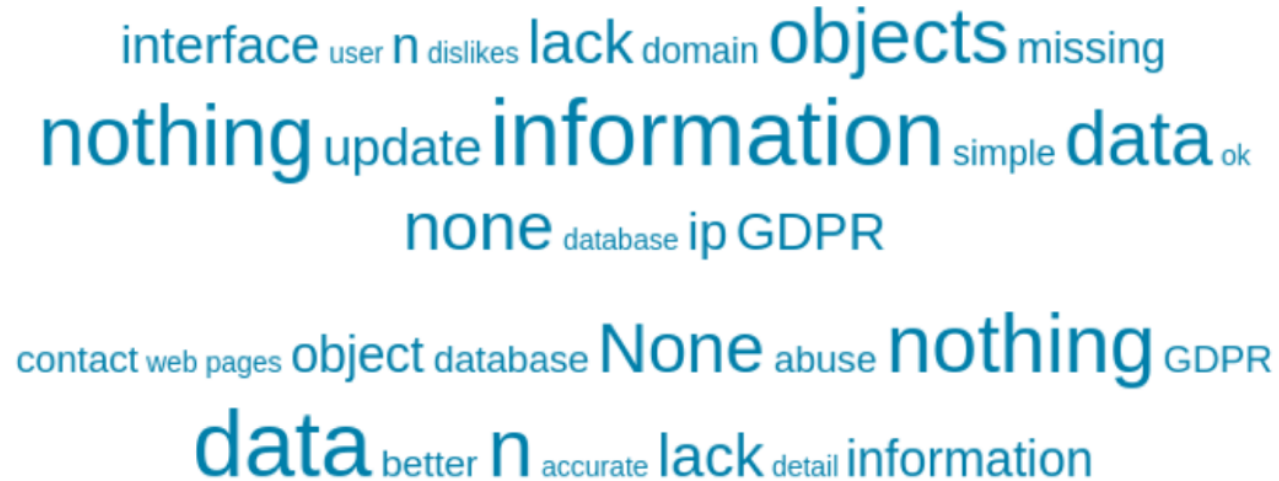 interface user n dislikes lack domain objects missing
nothing update information simple data ok
none database ip GDPR
contact web pages object database None abuse nothing GDPR
data better n accurate lack detail information